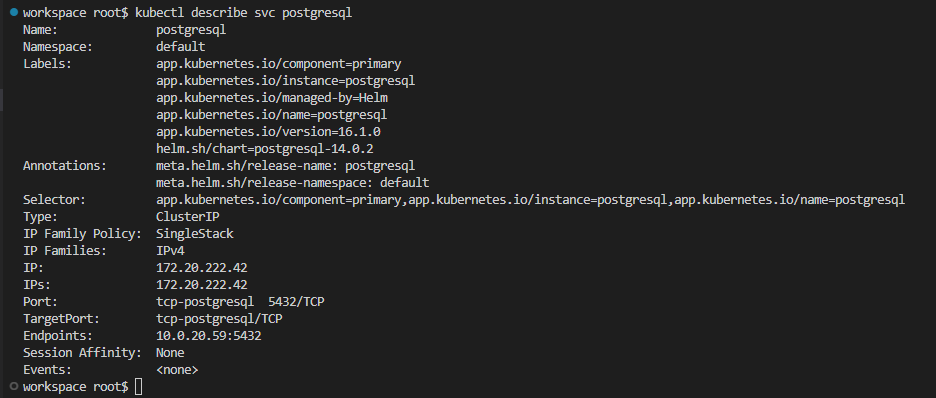 workspace root$ kubectl describe svc postgresql
Name:              postgresql
Namespace:         default
Labels:            app.kubernetes.io/component=primary
                   app.kubernetes.io/instance=postgresql
                   app.kubernetes.io/managed-by=Helm
                   app.kubernetes.io/name=postgresql
                   app.kubernetes.io/version=16.1.0
                   helm.sh/chart=postgresql-14.0.2
Annotations:       meta.helm.sh/release-name: postgresql
                   meta.helm.sh/release-namespace: default
Selector:          app.kubernetes.io/component=primary,app.kubernetes.io/instance=postgresql,app.kubernetes.io/name=postgresql
Type:              ClusterIP
IP Family Policy:  SingleStack
IP Families:       IPv4
IP:                172.20.222.42
IPs:               172.20.222.42
Port:              tcp-postgresql  5432/TCP
TargetPort:        tcp-postgresql/TCP
Endpoints:         10.0.20.59:5432
Session Affinity:  None
Events:            <none>
workspace root$